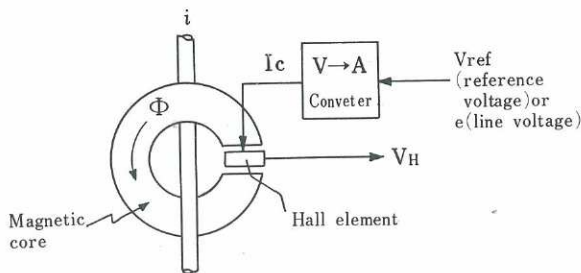 i
Ic
V→A
Conveter
Vref
(reference
voltage)or
e(line voltage)
Φ
VH
Hall element
Magnetic
core